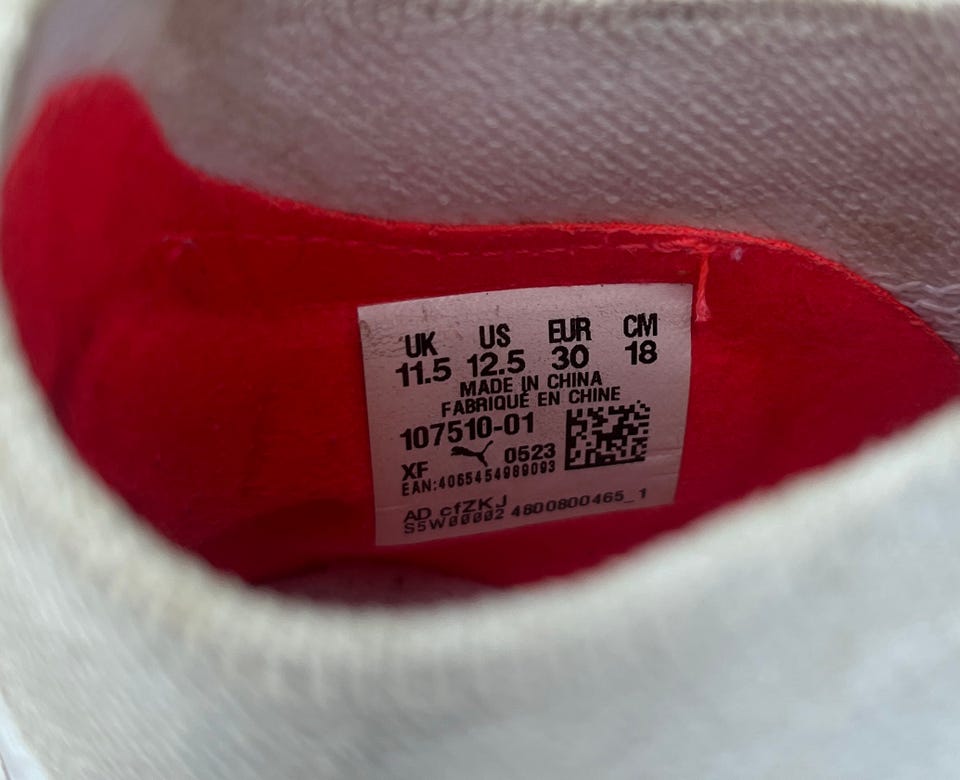 UK US EUR CM
11.5 12.5 30 18
MADE IN CHINA
FABRIQUÉ EN CHINE
107510-01
XF 0523
EAN:4065454989093
AD cfZKJ
S5W00002 4800800465_1